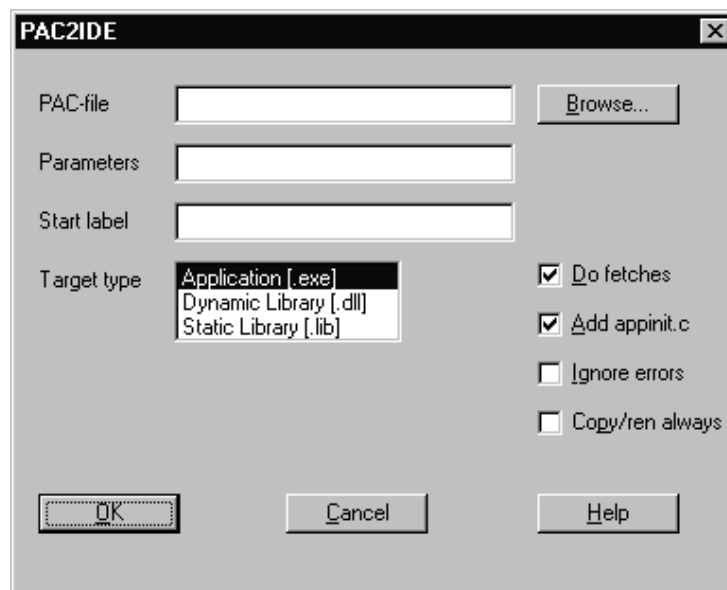 PAC2IDE
PAC-file
Browse...
Parameters
Start label
Target type
Application [.exe]
Dynamic Library [.dll]
Static Library [.lib]
Do fetches
Add appinit.c
Ignore errors
Copy/ren always
OK
Cancel
Help